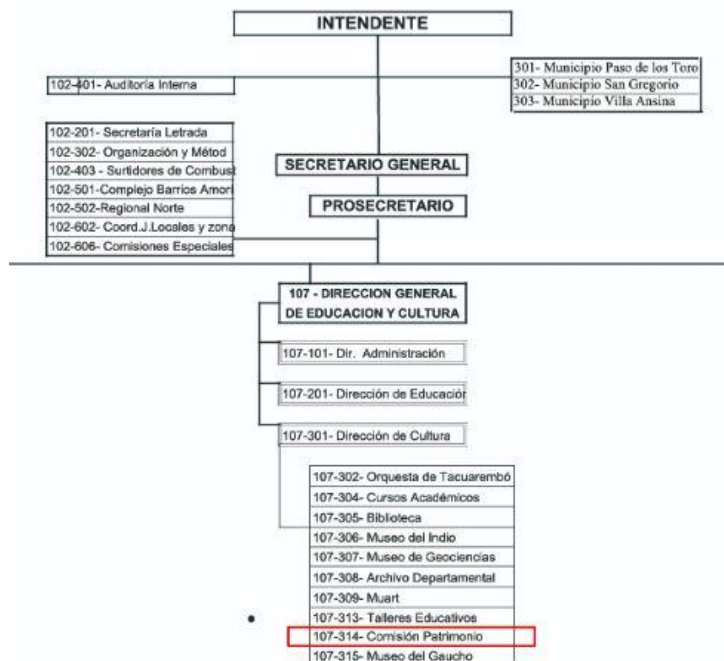 INTENDENTE
102-401- Auditoría Interna
301- Municipio Paso de los Toro
302- Municipio San Gregorio
303- Municipio Villa Ansina
102-201- Secretaría Letrada
102-302- Organización y Métod
102-403 - Surtidores de Combust
102-501-Complejo Barrios Amori
102-502-Regional Norte
102-602- Coord.J.Locales y zona
102-606- Comisiones Especiales
SECRETARIO GENERAL
PROSECRETARIO
107 - DIRECCION GENERAL
DE EDUCACION Y CULTURA
107-101- Dir. Administración
107-201- Dirección de Educación
107-301- Dirección de Cultura
107-302- Orquesta de Tacuarembó
107-304- Cursos Académicos
107-305- Biblioteca
107-306- Museo del Indio
107-307- Museo de Geociencias
107-308- Archivo Departamental
107-309- Muart
107-313- Talleres Educativos
107-314- Comisión Patrimonio
107-315- Museo del Gaucho